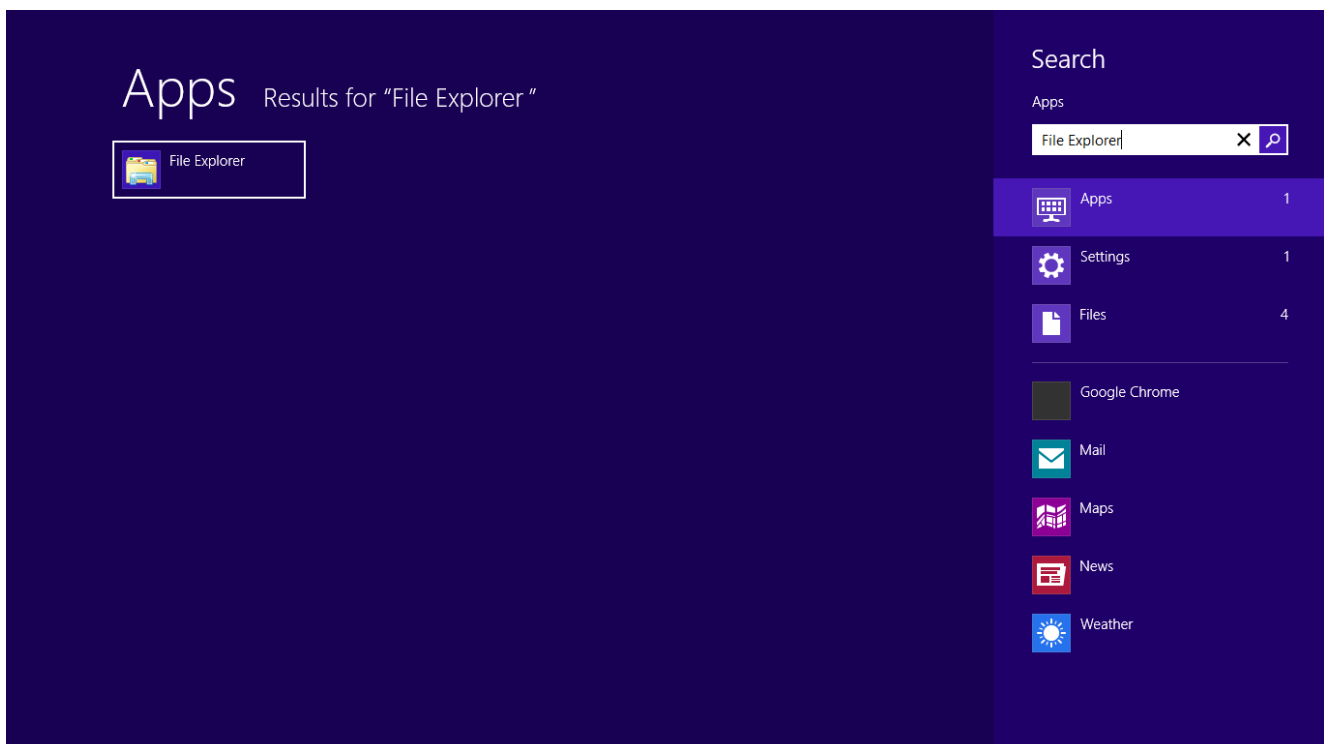 Apps Results for “File Explorer ”
File Explorer
Search
Apps
File Explorer
Apps 1
Settings 1
Files 4
Google Chrome
Mail
Maps
News
Weather